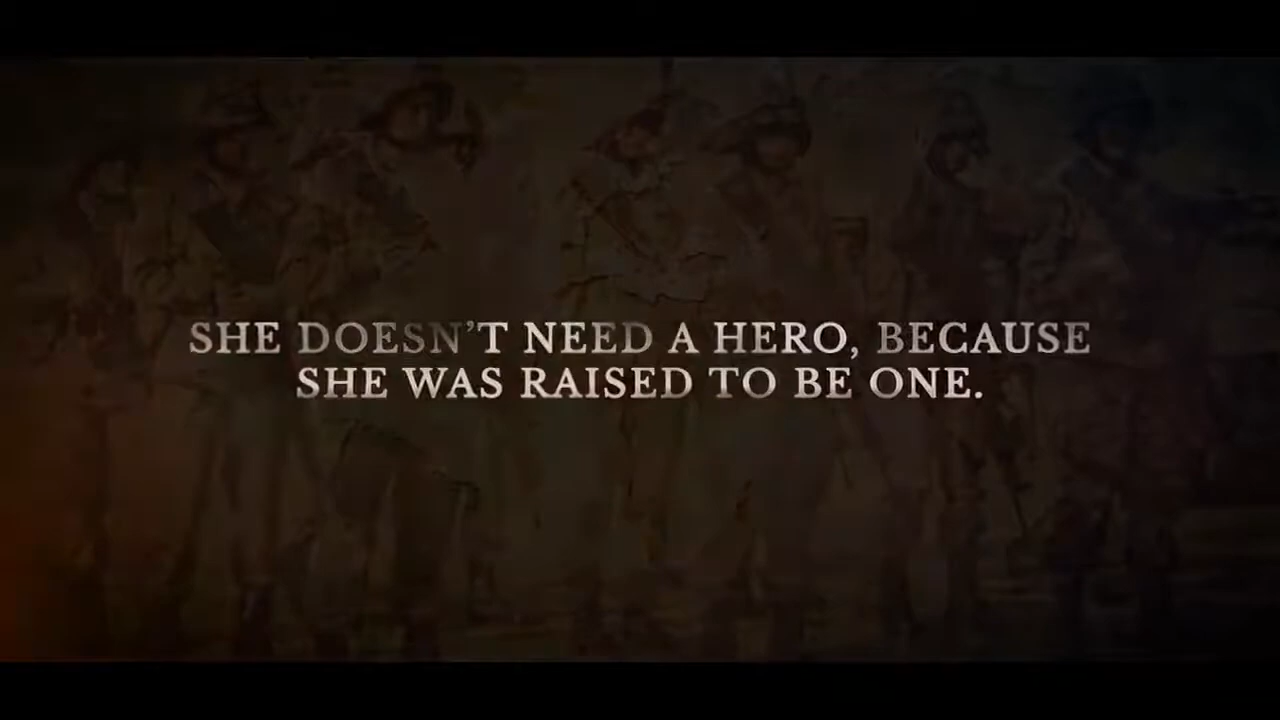 SHE DOESN’T NEED A HERO, BECAUSE
SHE WAS RAISED TO BE ONE.